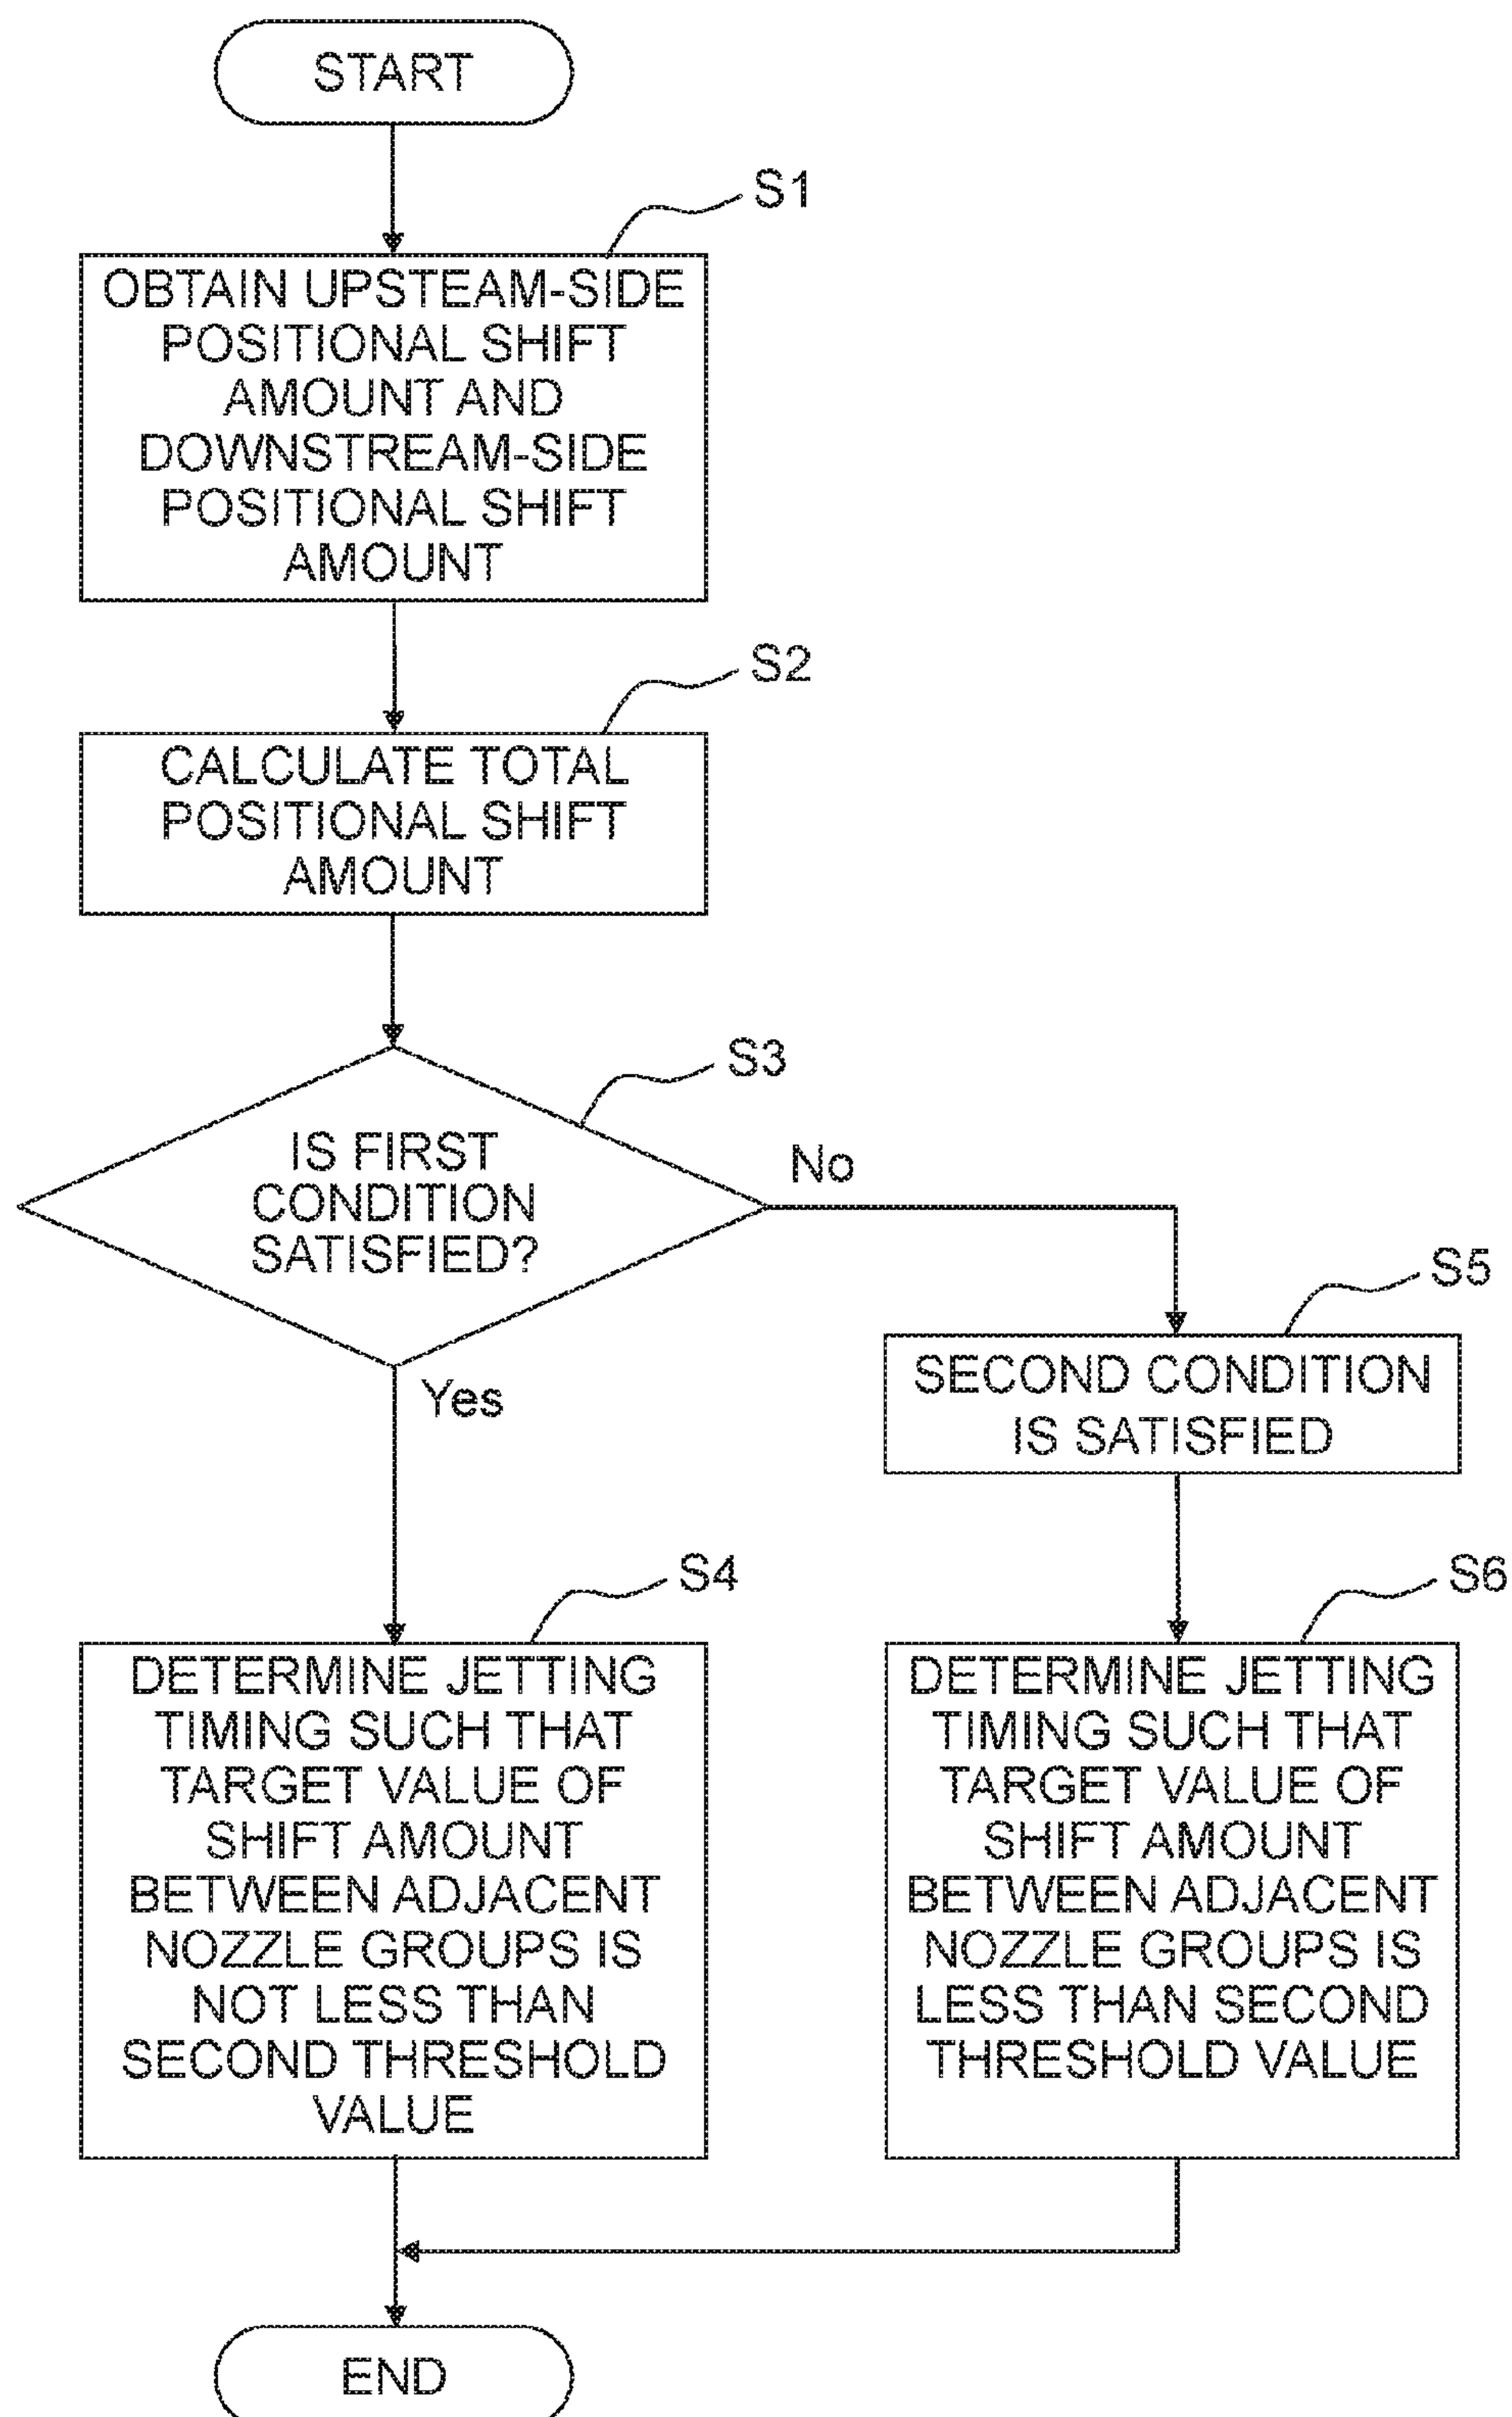 START
S1
OBTAIN UPSTEAM-SIDE
POSITIONAL SHIFT
AMOUNT AND
DOWNSTREAM-SIDE
POSITIONAL SHIFT
AMOUNT
S2
CALCULATE TOTAL
POSITIONAL SHIFT
AMOUNT
S3
IS FIRST
CONDITION
SATISFIED?
No
Yes
S5
SECOND CONDITION
IS SATISFIED
S4
DETERMINE JETTING
TIMING SUCH THAT
TARGET VALUE OF
SHIFT AMOUNT
BETWEEN ADJACENT
NOZZLE GROUPS IS
NOT LESS THAN
SECOND THRESHOLD
VALUE
S6
DETERMINE JETTING
TIMING SUCH THAT
TARGET VALUE OF
SHIFT AMOUNT
BETWEEN ADJACENT
NOZZLE GROUPS IS
LESS THAN SECOND
THRESHOLD VALUE
END